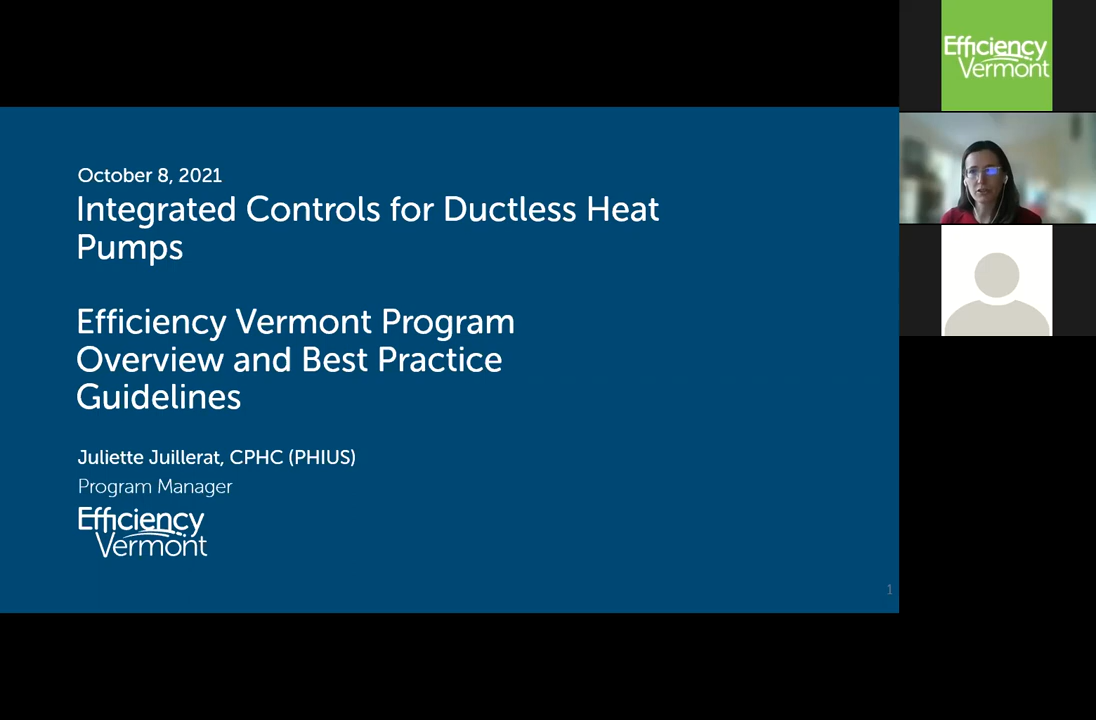 October 8, 2021
Integrated Controls for Ductless Heat
Pumps
Efficiency Vermont Program
Overview and Best Practice
Guidelines
Juliette Juillerat, CPHC (PHIUS)
Program Manager
Efficiency
Vermont
1
Efficiency
Vermont